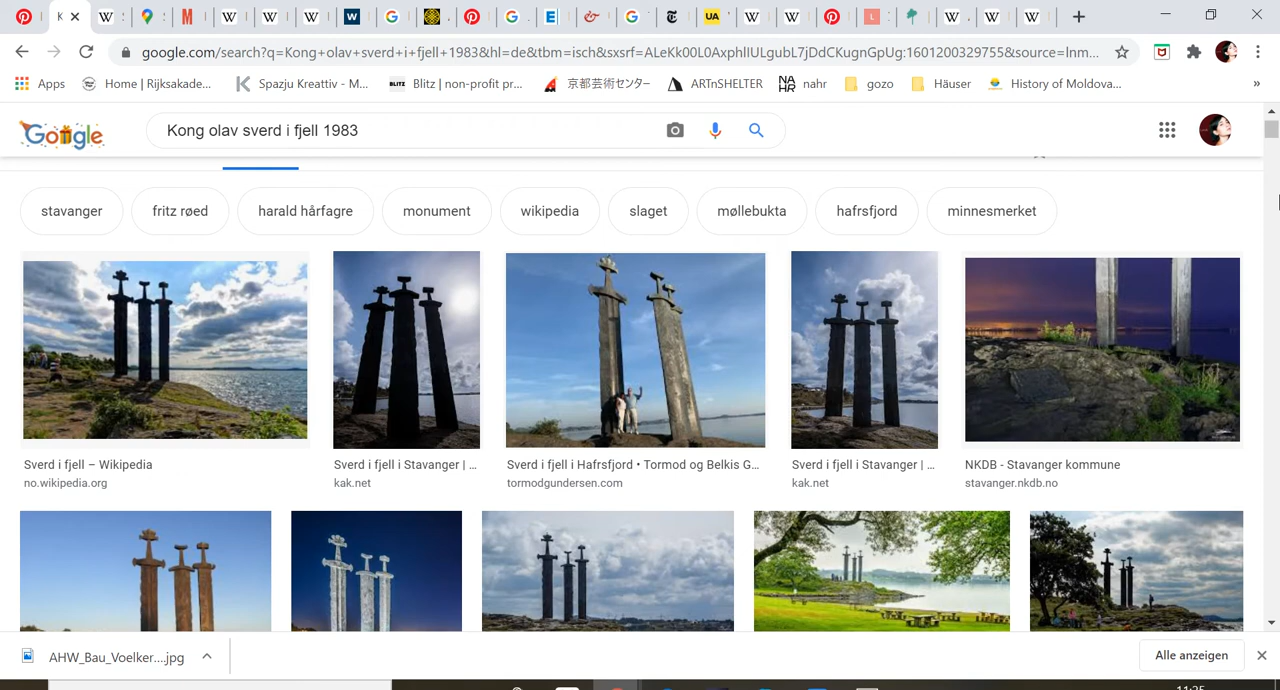 google.com/search?q=Kong+olav+sverd+i+fjell+1983&hl=de&tbm=isch&sxsrf=ALeKk00L0AxphlIULgubL7jDdCKugnGpUg:1601200329755&source=lnm...
Apps Home | Rijksakade... Spazju Kreattiv - M... BLITZ Blitz | non-profit pr... 京都芸術センター ARTnSHELTER NAHR nahr gozo Häuser History of Moldova... »
Google Kong olav sverd i fjell 1983
stavanger fritz røed harald hårfagre monument wikipedia slaget møllebukta hafrsfjord minnesmerket
Sverd i fjell – Wikipedia
no.wikipedia.org
Sverd i fjell i Stavanger | ...
kak.net
Sverd i fjell i Hafrsfjord • Tormod og Belkis G...
tormodgundersen.com
Sverd i fjell i Stavanger | ...
kak.net
NKDB - Stavanger kommune
stavanger.nkdb.no
AHW_Bau_Voelker....jpg
Alle anzeigen